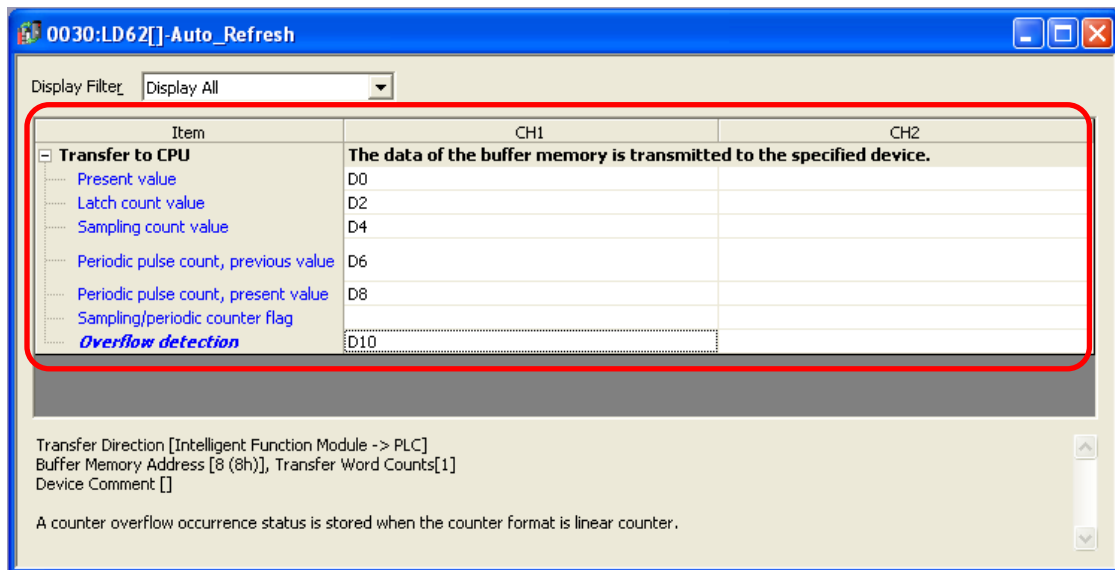 0030:LD62[]-Auto_Refresh
Display Filter Display All
Item CH1 CH2
Transfer to CPU The data of the buffer memory is transmitted to the specified device.
Present value D0
Latch count value D2
Sampling count value D4
Periodic pulse count, previous value D6
Periodic pulse count, present value D8
Sampling/periodic counter flag
Overflow detection D10
Transfer Direction [Intelligent Function Module -> PLC]
Buffer Memory Address [8 (8h)], Transfer Word Counts[1]
Device Comment []
A counter overflow occurrence status is stored when the counter format is linear counter.